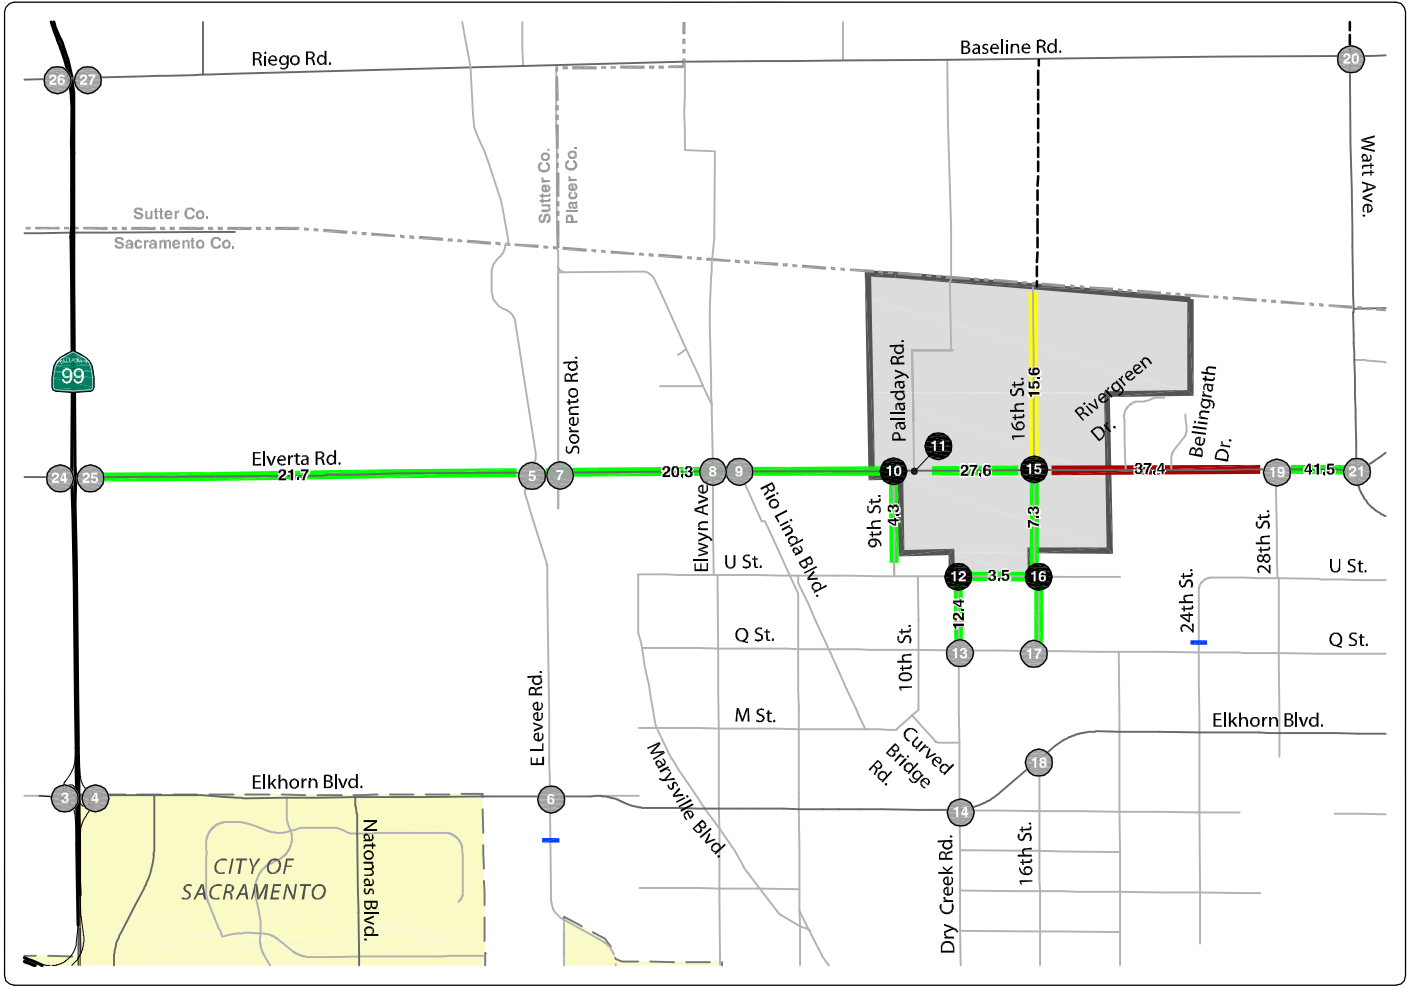 Riego Rd.
Baseline Rd.
26
27
20
Sutter Co.
Placer Co.
Watt Ave.
Sutter Co.
Sacramento Co.
99
Sorento Rd.
Palladay Rd.
16th St.
15.6
Rivergreen
Dr.
Bellingrath
Dr.
11
Elverta Rd.
24
25
21.7
5
7
20.3
8
9
10
27.6
15
37.4
19
41.5
21
Elwyn Ave.
Rio Linda Blvd.
9th St.
4.3
7.3
28th St.
U St.
12
3.5
16
U St.
12.4
24th St.
Q St.
13
17
Q St.
10th St.
E Levee Rd.
M St.
Elkhorn Blvd.
Curved
Bridge
Rd.
18
Marysville Blvd.
Elkhorn Blvd.
3
4
6
14
Natomas Blvd.
CITY OF
SACRAMENTO
Dry Creek Rd.
16th St.